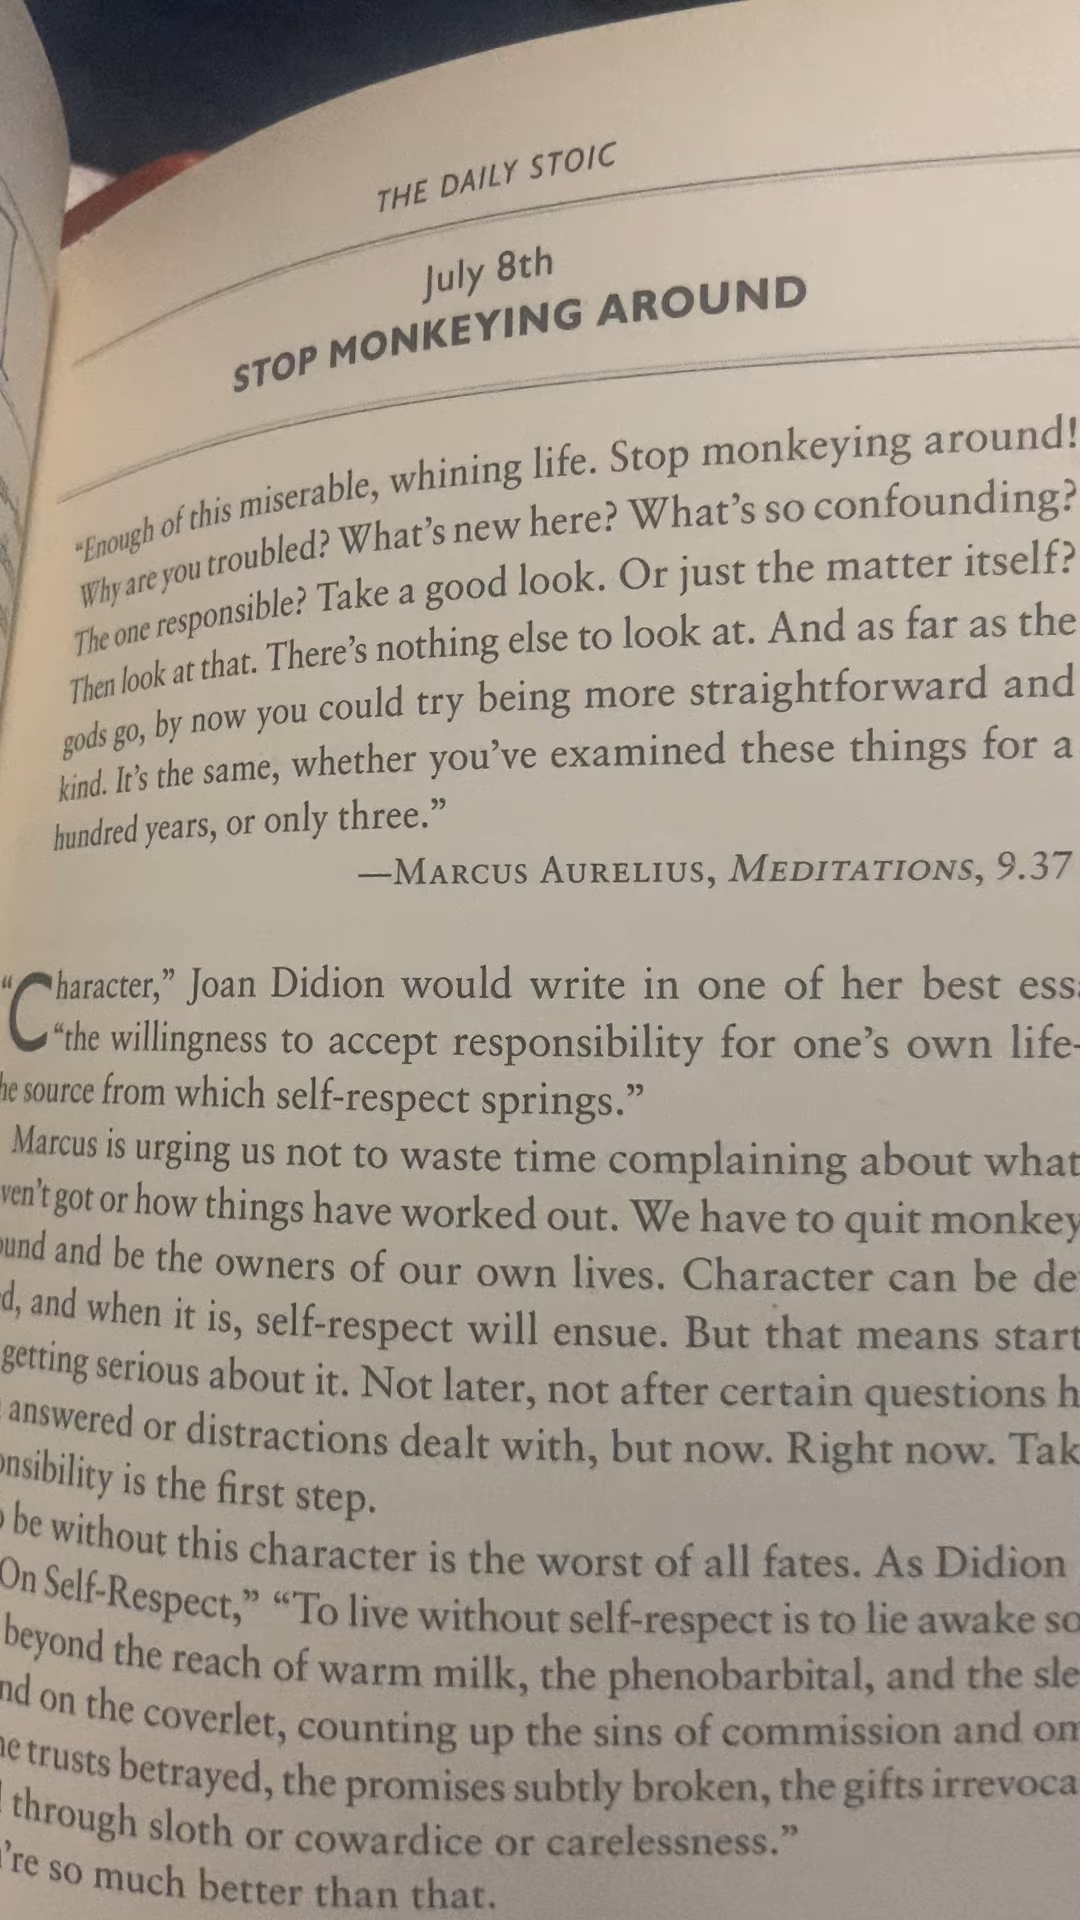 THE DAILY STOIC
July 8th
STOP MONKEYING AROUND
“Enough of this miserable, whining life. Stop monkeying around!
Why are you troubled? What’s new here? What’s so confounding?
The one responsible? Take a good look. Or just the matter itself?
Then look at that. There’s nothing else to look at. And as far as the
gods go, by now you could try being more straightforward and
kind. It’s the same, whether you’ve examined these things for a
hundred years, or only three.”
—MARCUS AURELIUS, MEDITATIONS, 9.37
“Character,” Joan Didion would write in one of her best ess
“the willingness to accept responsibility for one’s own life-
he source from which self-respect springs.”
Marcus is urging us not to waste time complaining about what
ven’t got or how things have worked out. We have to quit monkey
ound and be the owners of our own lives. Character can be de
d, and when it is, self-respect will ensue. But that means start
getting serious about it. Not later, not after certain questions h
answered or distractions dealt with, but now. Right now. Tak
onsibility is the first step.
o be without this character is the worst of all fates. As Didion
On Self-Respect,” “To live without self-respect is to lie awake so
beyond the reach of warm milk, the phenobarbital, and the sle
nd on the coverlet, counting up the sins of commission and om
he trusts betrayed, the promises subtly broken, the gifts irrevoca
through sloth or cowardice or carelessness.”
’re so much better than that.